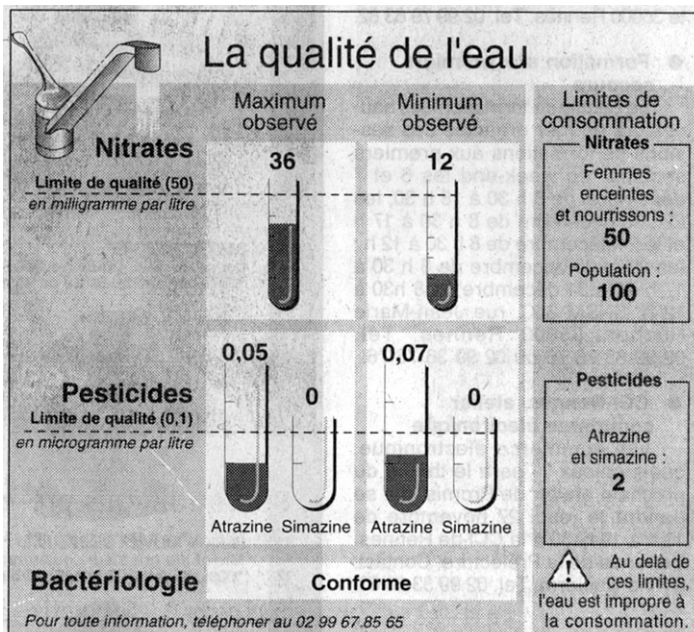 La qualité de l'eau
Maximum
observé
Minimum
observé
Limites de
consommation
Nitrates
36
12
Limite de qualité (50)
en milligramme par litre
Nitrates
Femmes
enceintes
et nourrissons :
50
Population :
100
0,05
0
0,07
0
Pesticides
Limite de qualité (0,1)
en microgramme par litre
Atrazine Simazine
Atrazine Simazine
Pesticides
Atrazine
et simazine :
2
Bactériologie
Conforme
Au delà de
ces limites,
l'eau est impropre à
la consommation.
Pour toute information, téléphoner au 02 99 67.85 65